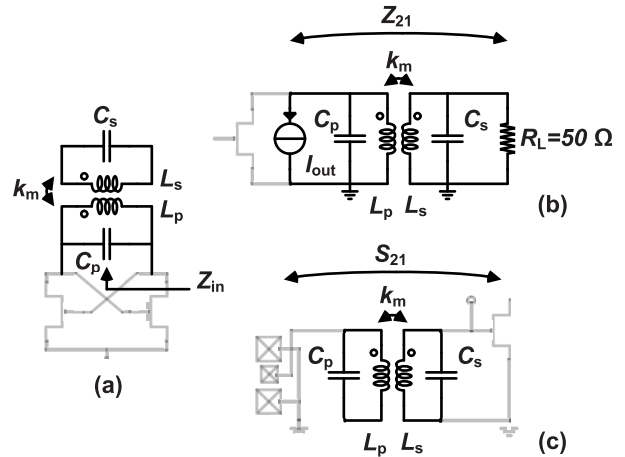 Cs
km
Ls
Lp
Cp
Zin
(a)
Z21
km
Cp
Cs
RL=50 Ω
Iout
Lp Ls
(b)
S21
km
Cp
Cs
Lp Ls
(c)